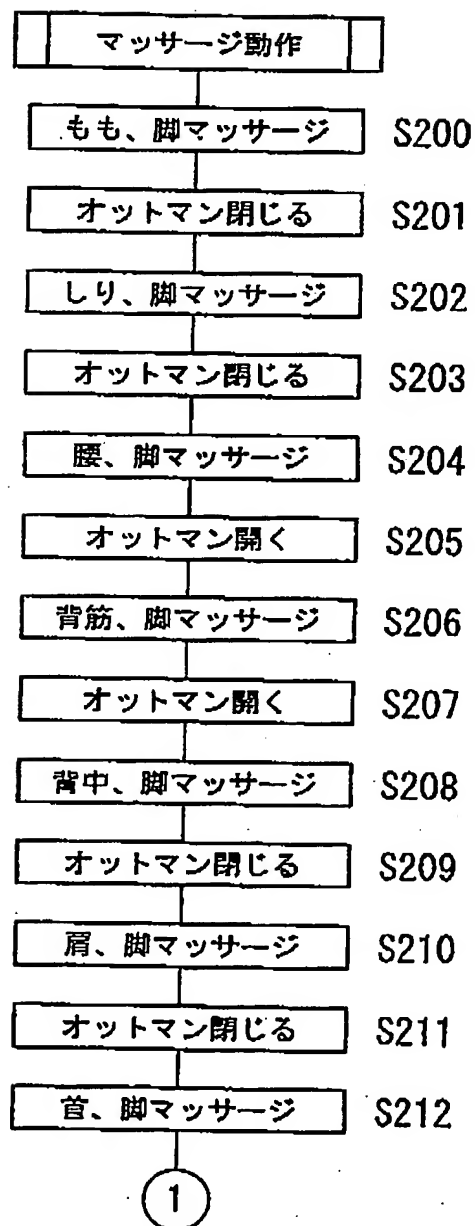 マッサージ動作
もも、脚マッサージ S200
オットマン閉じる S201
しり、脚マッサージ S202
オットマン閉じる S203
腰、脚マッサージ S204
オットマン開く S205
背筋、脚マッサージ S206
オットマン開く S207
背中、脚マッサージ S208
オットマン閉じる S209
肩、脚マッサージ S210
オットマン閉じる S211
首、脚マッサージ S212
1